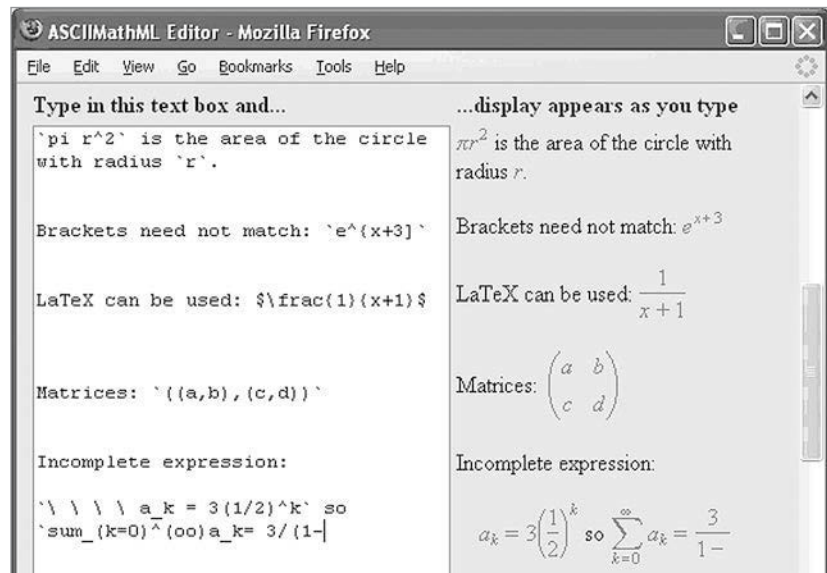 ASCIIMathML Editor - Mozilla Firefox
File Edit View Go Bookmarks Tools Help
Type in this text box and...
`pi r^2` is the area of the circle
with radius `r`.
Brackets need not match: `e^{x+3]`
LaTeX can be used: $\frac{1}{x+1}$
Matrices: `((a,b),(c,d))`
Incomplete expression:
`\ \ \ \ a_k = 3(1/2)^k` so
`sum_(k=0)^(oo)a_k= 3/(1-
...display appears as you type
πr² is the area of the circle with
radius r.
Brackets need not match: e^{x+3}
LaTeX can be used: 1/(x + 1)
Matrices: (a b
c d)
Incomplete expression:
a_k = 3(1/2)^k so ∑_{k=0}^{∞} a_k = 3/(1 −